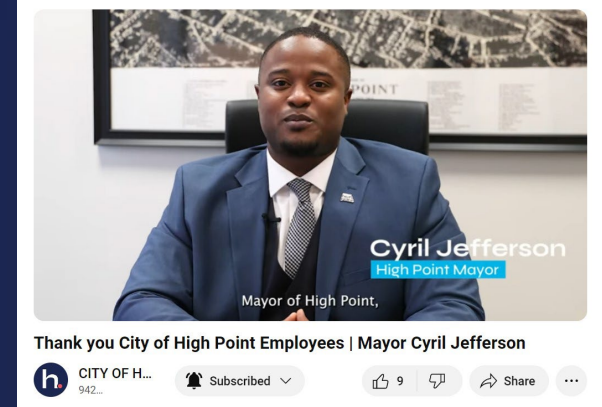 POINT
Cyril Jefferson
High Point Mayor
Mayor of High Point,
Thank you City of High Point Employees | Mayor Cyril Jefferson
h.
CITY OF H...
942...
Subscribed
9
Share